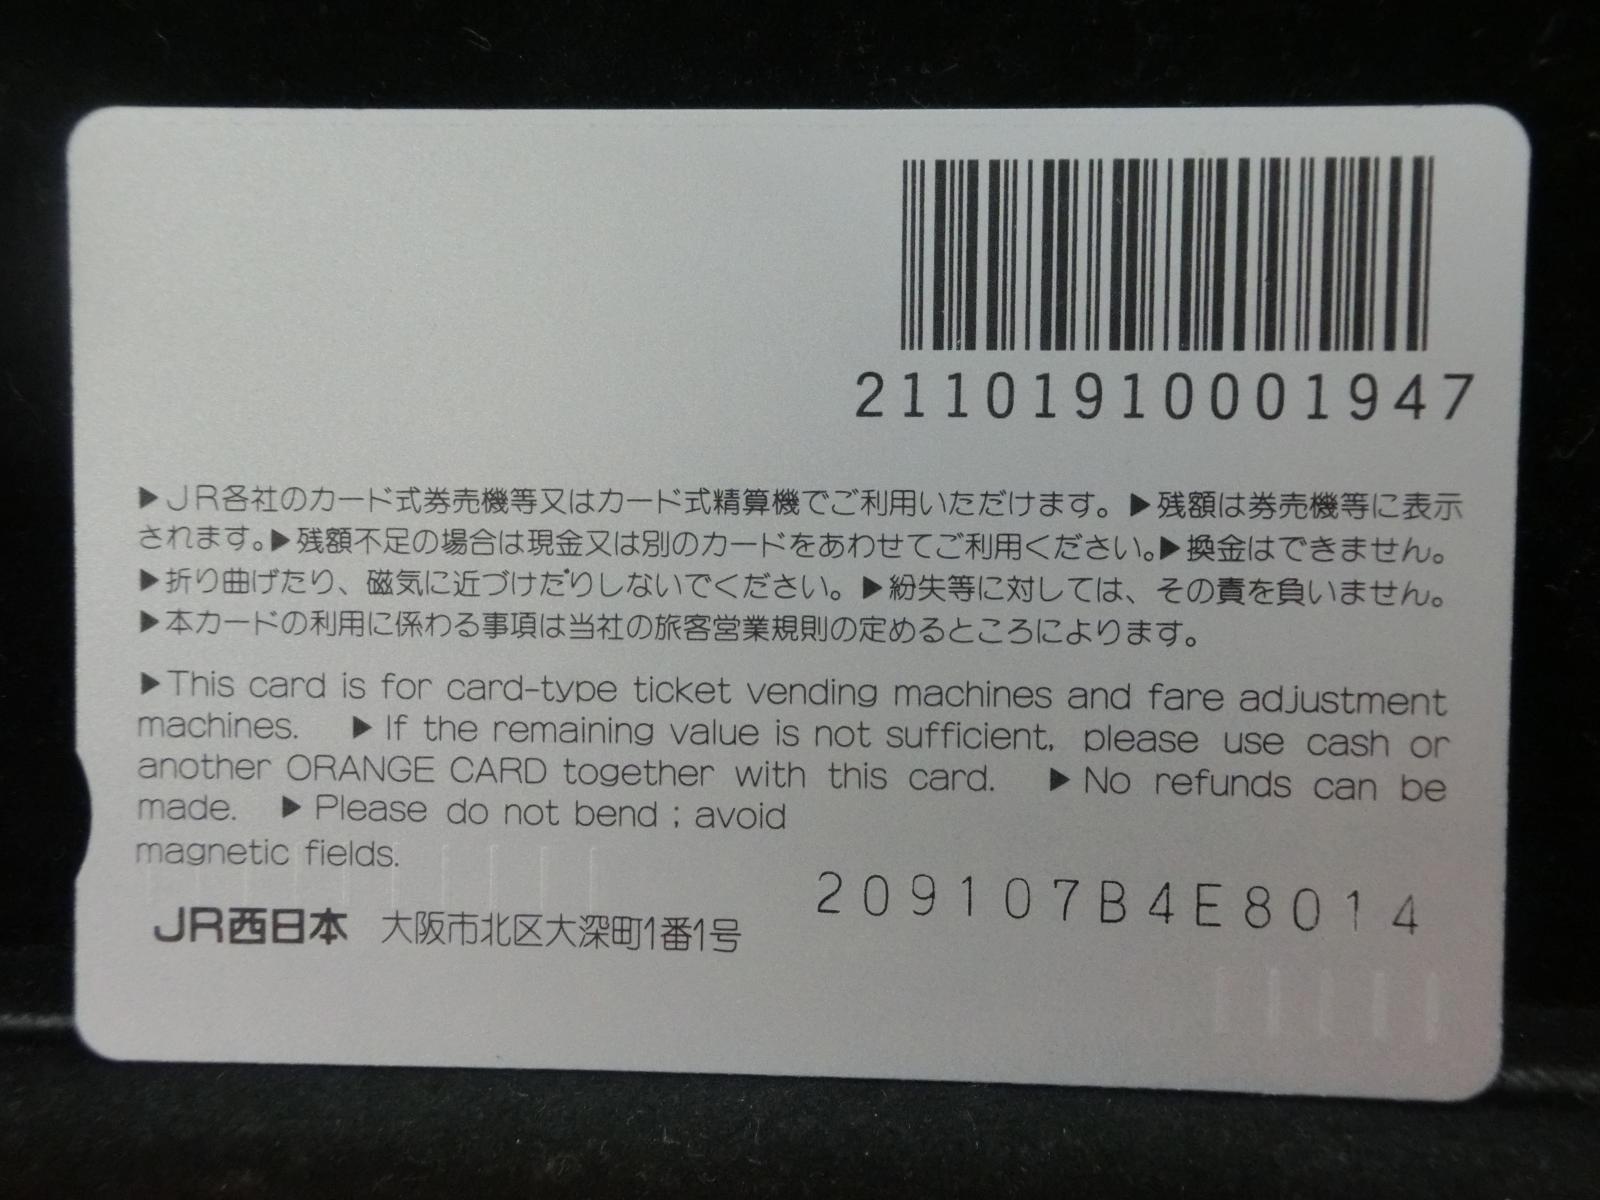 21101910001947
▶JR各社のカード式券売機等又はカード式精算機でご利用いただけます。▶残額は券売機等に表示
されます。▶残額不足の場合は現金又は別のカードをあわせてご利用ください。▶換金はできません。
▶折り曲げたり、磁気に近づけたりしないでください。▶紛失等に対しては、その責を負いません。
▶本カードの利用に係わる事項は当社の旅客営業規則の定めるところによります。
▶This card is for card-type ticket vending machines and fare adjustment
machines. ▶If the remaining value is not sufficient, please use cash or
another ORANGE CARD together with this card. ▶No refunds can be
made. ▶Please do not bend ; avoid
magnetic fields.
209107B4E8014
JR西日本 大阪市北区大深町1番1号